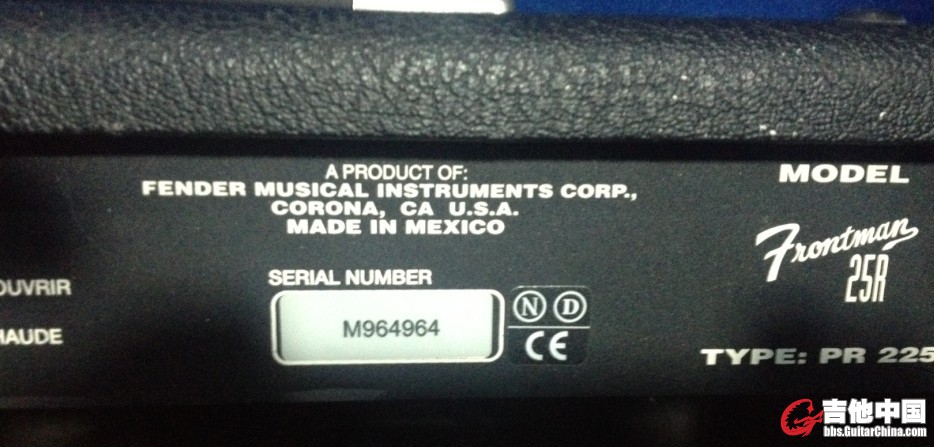 A PRODUCT OF:
FENDER MUSICAL INSTRUMENTS CORP.,
CORONA, CA U.S.A.
MADE IN MEXICO
MODEL
Frontman
25R
OUVRIR
HAUDE
SERIAL NUMBER
M964964
N D
CE
TYPE: PR 225
吉他中国
bbs.GuitarChina.com